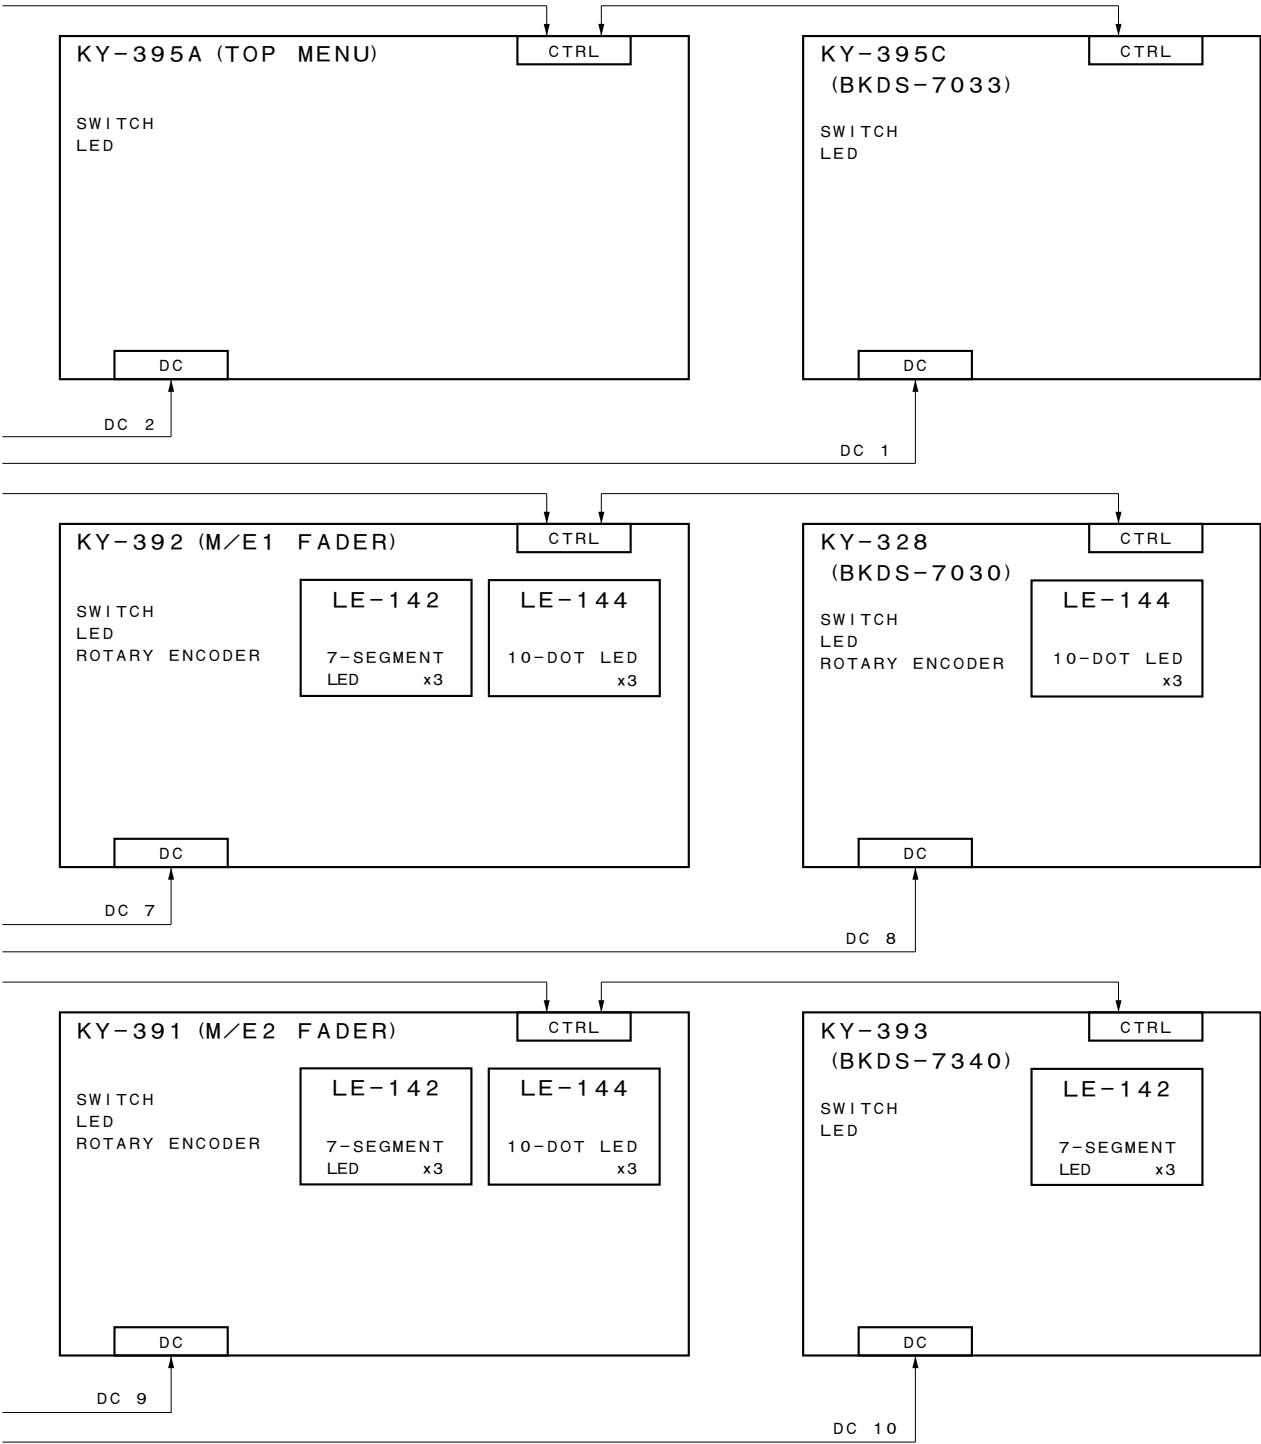 KY-395A (TOP MENU)
CTRL
SWITCH
LED
DC
DC 2
KY-395C
(BKDS-7033)
CTRL
SWITCH
LED
DC
DC 1
KY-392 (M/E1 FADER)
CTRL
SWITCH
LED
ROTARY ENCODER
LE-142
7-SEGMENT
LED x3
LE-144
10-DOT LED
x3
DC
DC 7
KY-328
(BKDS-7030)
CTRL
SWITCH
LED
ROTARY ENCODER
LE-144
10-DOT LED
x3
DC
DC 8
KY-391 (M/E2 FADER)
CTRL
SWITCH
LED
ROTARY ENCODER
LE-142
7-SEGMENT
LED x3
LE-144
10-DOT LED
x3
DC
DC 9
KY-393
(BKDS-7340)
CTRL
SWITCH
LED
LE-142
7-SEGMENT
LED x3
DC
DC 10